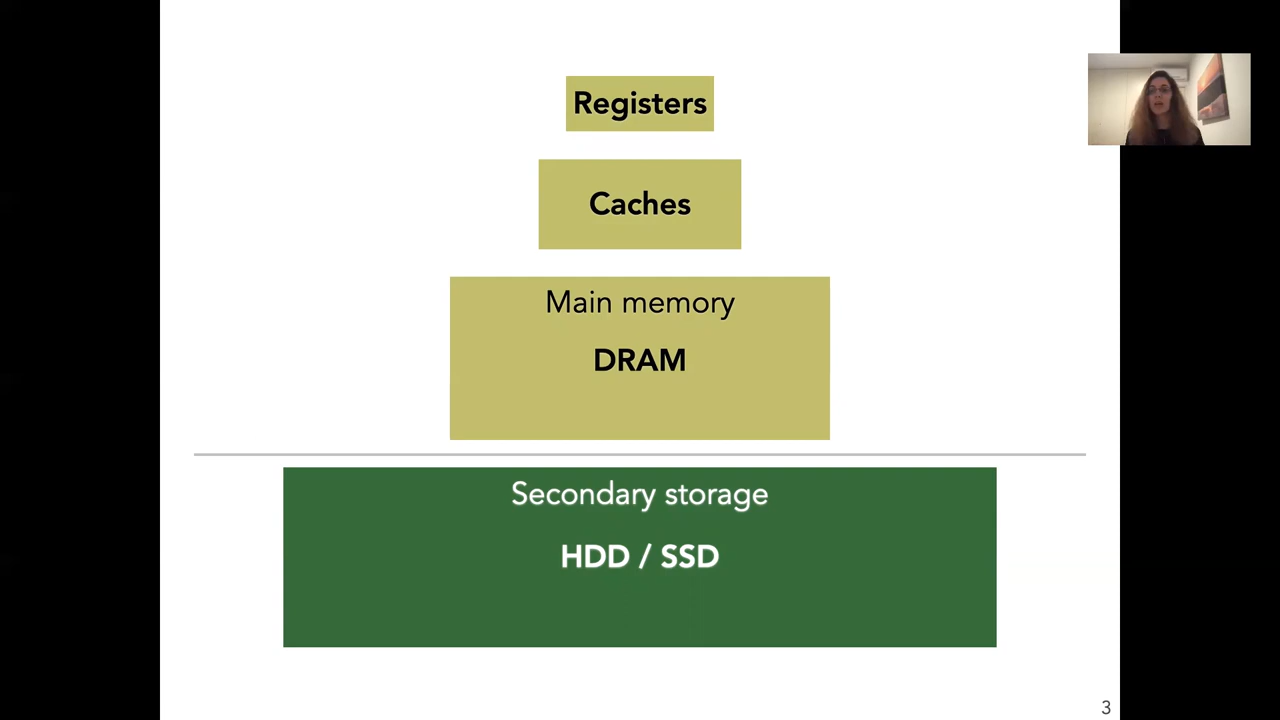 Registers
Caches
Main memory
DRAM
Secondary storage
HDD / SSD
3